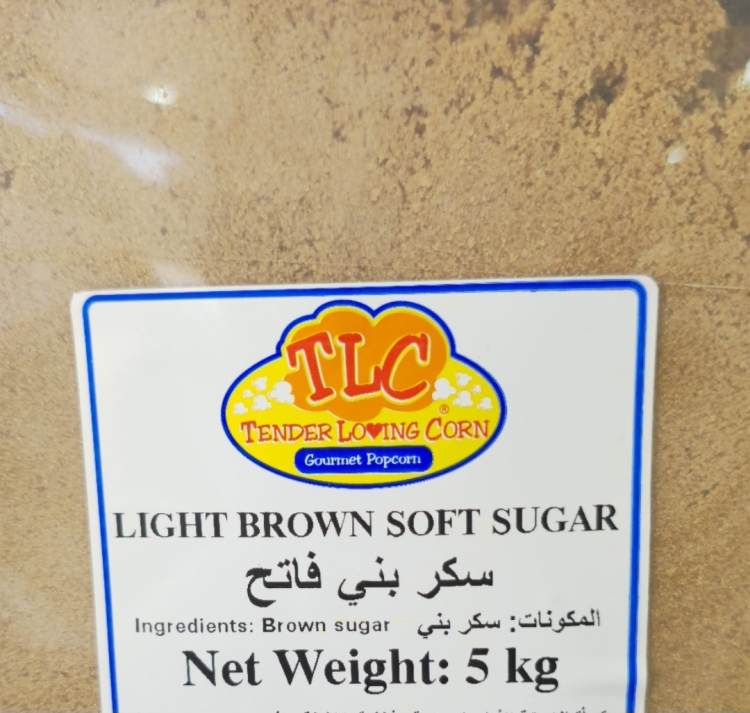 TLC
®
TENDER LOVING CORN
Gourmet Popcorn
LIGHT BROWN SOFT SUGAR
سكر بني فاتح
Ingredients: Brown sugar المكونات: سكر بني
Net Weight: 5 kg